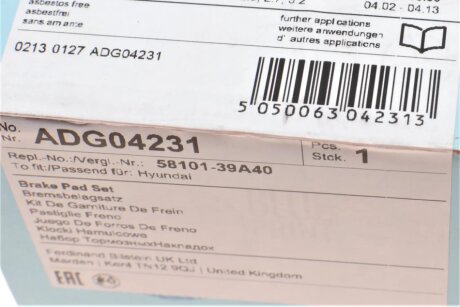 asbestos free
asbestfrei
sans amiante
04.02 - 04.13
further applications
weitere anwendungen
d' autres applications
0213 0127 ADG04231
5 050063 042313
No.
Nr. ADG04231
Repl.-No./Vergl.-Nr.: 58101-39A40
To fit:/Passend für: Hyundai
Pcs.
Stck. 1
Brake Pad Set
Bremsbelagsatz
Kit De Garniture De Frein
Pastiglie Freno
Juego De Forros De Freno
Klocki Hamulcowe
Набор ТормозныхНакладок
Ferdinand Bilstein UK Ltd
Marden | Kent TN12 9QJ | United Kingdom
EAC